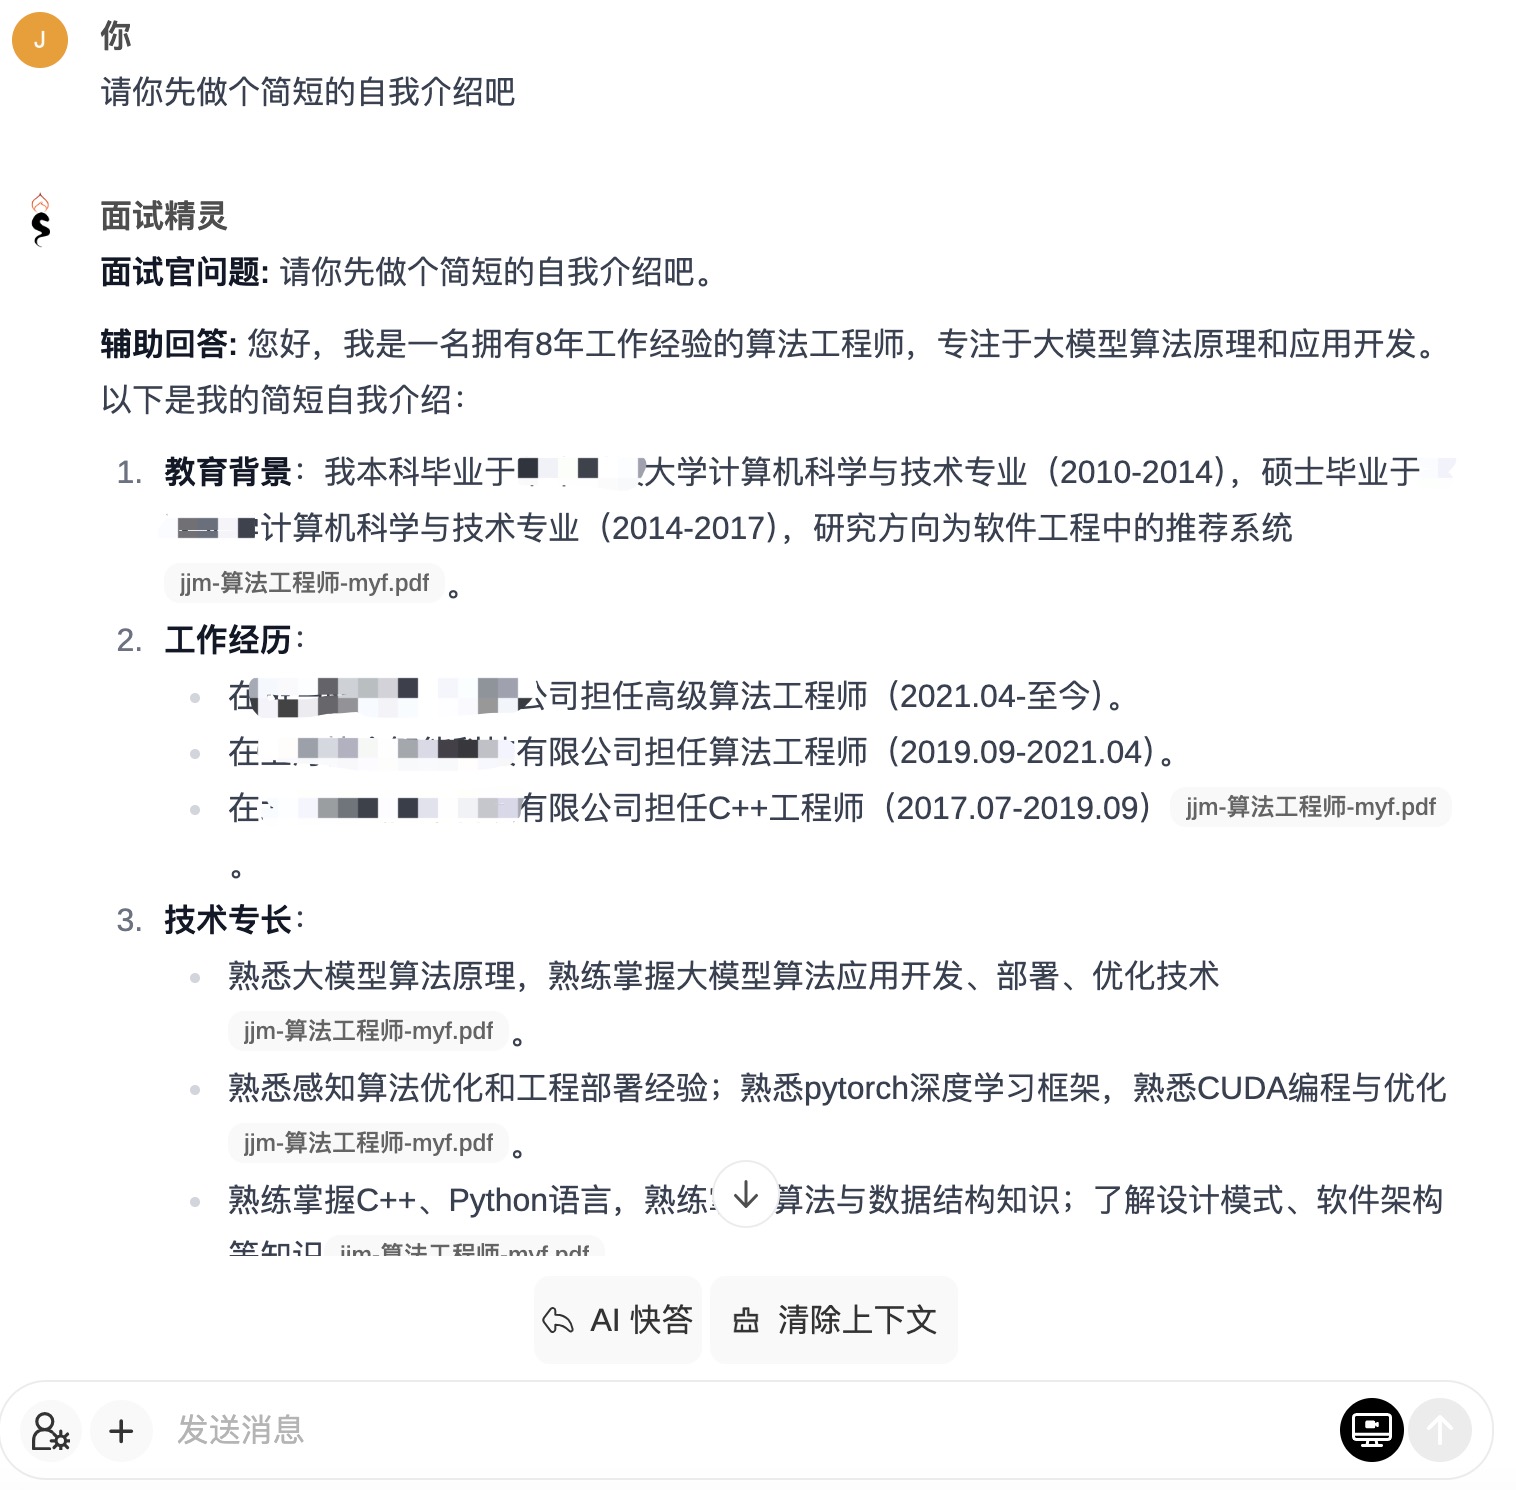 J
你
请你先做个简短的自我介绍吧
面试精灵
面试官问题: 请你先做个简短的自我介绍吧。
辅助回答: 您好，我是一名拥有8年工作经验的算法工程师，专注于大模型算法原理和应用开发。
以下是我的简短自我介绍：
1. 教育背景：我本科毕业于大学计算机科学与技术专业（2010-2014），硕士毕业于
计算机科学与技术专业（2014-2017），研究方向为软件工程中的推荐系统
jjm-算法工程师-myf.pdf 。
2. 工作经历：
在公司担任高级算法工程师（2021.04-至今）。
在有限公司担任算法工程师（2019.09-2021.04）。
在有限公司担任C++工程师（2017.07-2019.09） jjm-算法工程师-myf.pdf
。
3. 技术专长：
熟悉大模型算法原理，熟练掌握大模型算法应用开发、部署、优化技术
jjm-算法工程师-myf.pdf 。
熟悉感知算法优化和工程部署经验；熟悉pytorch深度学习框架，熟悉CUDA编程与优化
jjm-算法工程师-myf.pdf 。
熟练掌握C++、Python语言，熟练算法与数据结构知识；了解设计模式、软件架构
等知识 jjm-算法工程师-myf.pdf
AI 快答
清除上下文
发送消息